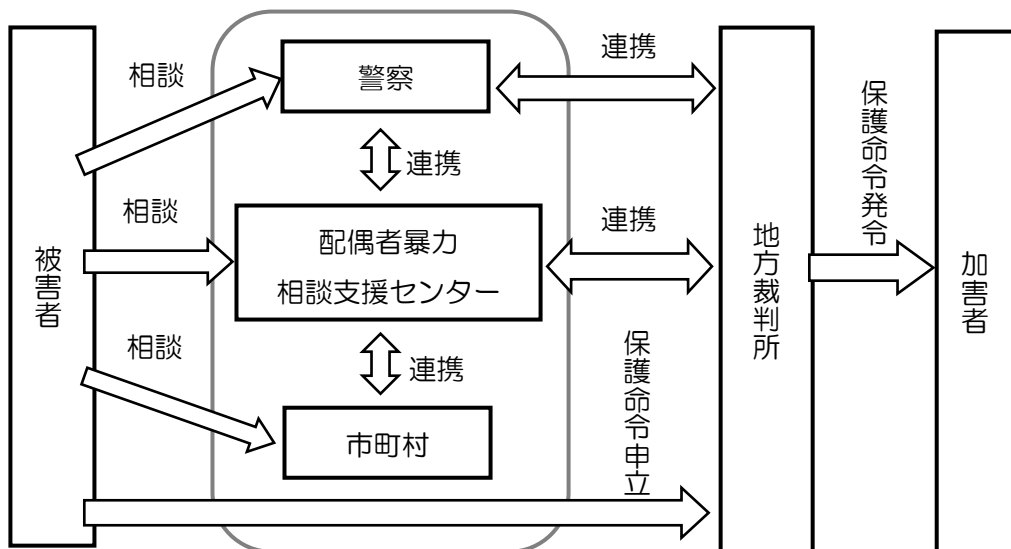 被害者
相談
相談
相談
警察
連携
配偶者暴力
相談支援センター
連携
市町村
連携
連携
保護命令申立
地方裁判所
保護命令発令
加害者